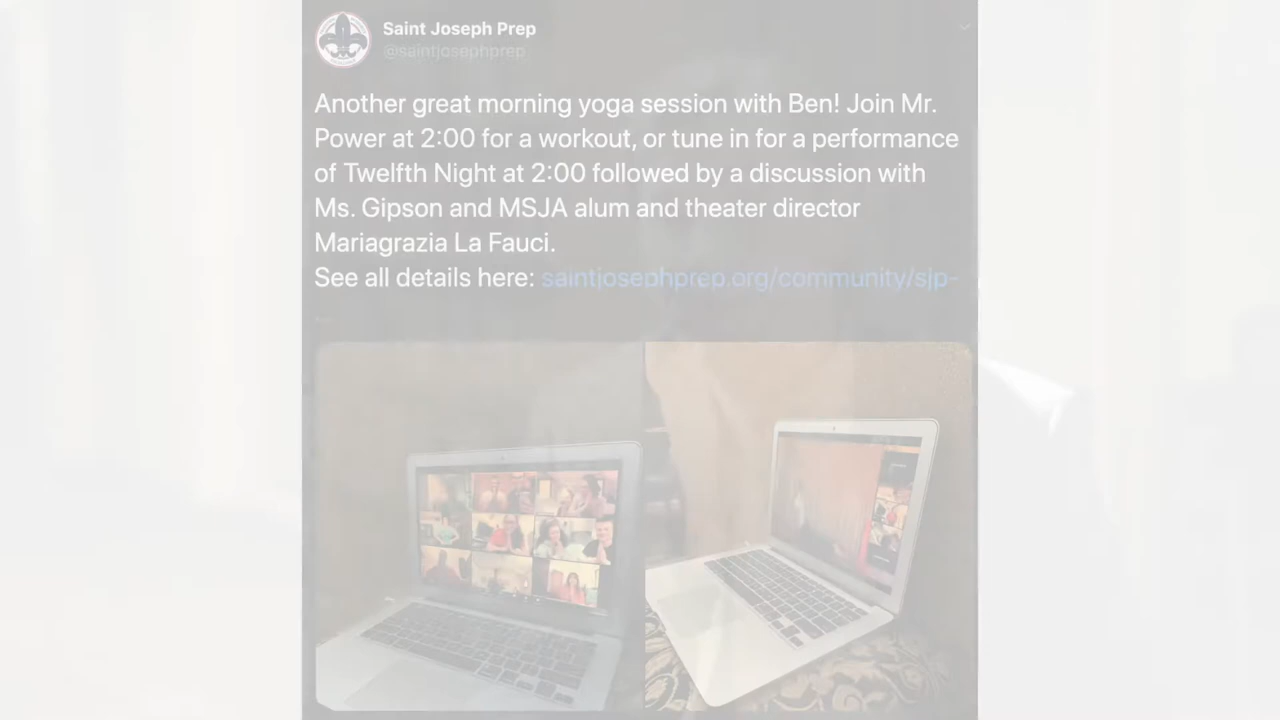 Saint Joseph Prep
@saintjosephprep
Another great morning yoga session with Ben! Join Mr.
Power at 2:00 for a workout, or tune in for a performance
of Twelfth Night at 2:00 followed by a discussion with
Ms. Gipson and MSJA alum and theater director
Mariagrazia La Fauci.
See all details here: saintjosephprep.org/community/sjp-
...